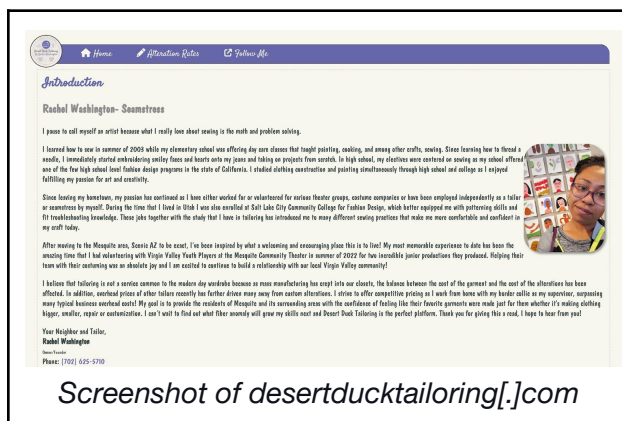 Home Alteration Rates Follow Me
Introduction
Rachel Washington- Seamstress
I pause to call myself an artist because what I really love about sewing is the math and problem solving.
I learned how to sew in summer of 2003 while my elementary school was offering day care classes that taught painting, cooking, and among other crafts, sewing. Since learning how to thread a
needle, I immediately started embroidering smiley faces and hearts onto my jeans and taking on projects from scratch. In high school, my electives were centered on sewing as my school offered
one of the few high school level fashion design programs in the state of California. I studied clothing construction and painting simultaneously through high school and college as I enjoyed
fulfilling my passion for art and creativity.
Since leaving my hometown, my passion has continued as I have either worked for or volunteered for various theater groups, costume companies or have been employed independently as a tailor
or seamstress by myself. During the time that I lived in Utah I was also enrolled at Salt Lake City Community College for Fashion Design, which better equipped me with patterning skills and
fit troubleshooting knowledge. These jobs together with the study that I have in tailoring has introduced me to many different sewing practices that make me more comfortable and confident in
my craft today.
After moving to the Mesquite area, Scenic AZ to be exact, I've been inspired by what a welcoming and encouraging place this is to live! My most memorable experience to date has been the
amazing time that I had volunteering with Virgin Valley Youth Players at the Mesquite Community Theater in summer of 2022 for two incredible junior productions they produced. Helping their
team with their costuming was an absolute joy and I am excited to continue to build a relationship with our local Virgin Valley community!
I believe that tailoring is not a service common to the modern day wardrobe because as mass manufacturing has crept into our closets, the balance between the cost of the garment and the cost of the alterations has been
affected. In addition, overhead prices of other tailors recently has further driven many away from custom alterations. I strive to offer competitive pricing as I work from home with my border collie as my supervisor, surpassing
many typical business overhead costs! My goal is to provide the residents of Mesquite and its surrounding areas with the confidence of feeling like their favorite garments were made just for them whether it's making clothing
bigger, smaller, repair or customization. I can't wait to find out what fiber anomaly will grow my skills next and Desert Duck Tailoring is the perfect platform. Thank you for giving this a read, I hope to hear from you!
Your Neighbor and Tailor,
Rachel Washington
Owner/Founder
Phone: (702) 625-5710
Screenshot of desertducktailoring[.]com